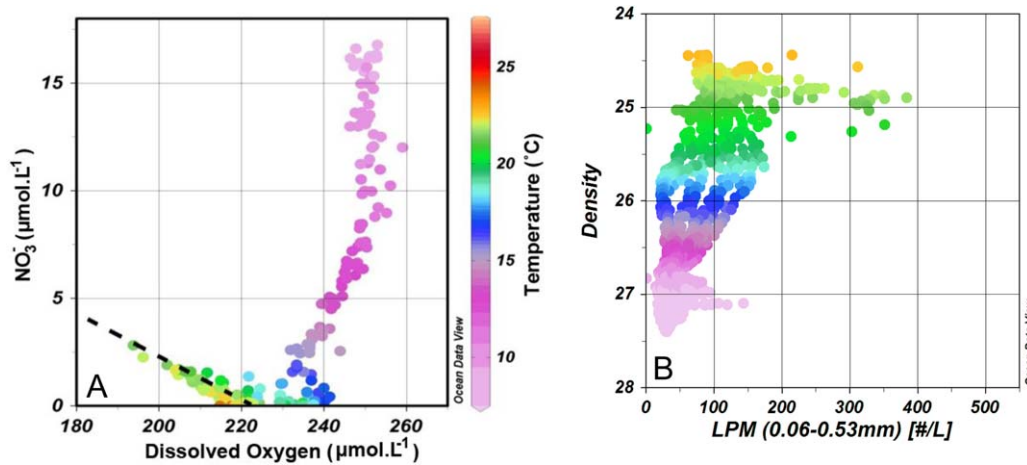 15
10
5
0
NO₃⁻ (μmol.L⁻¹)
A
180 200 220 240 260
Dissolved Oxygen (μmol.L⁻¹)
25
20
15
10
Temperature (˚C)
Ocean Data View
24
25
26
27
28
Density
B
0 100 200 300 400 500
LPM (0.06-0.53mm) [#/L]